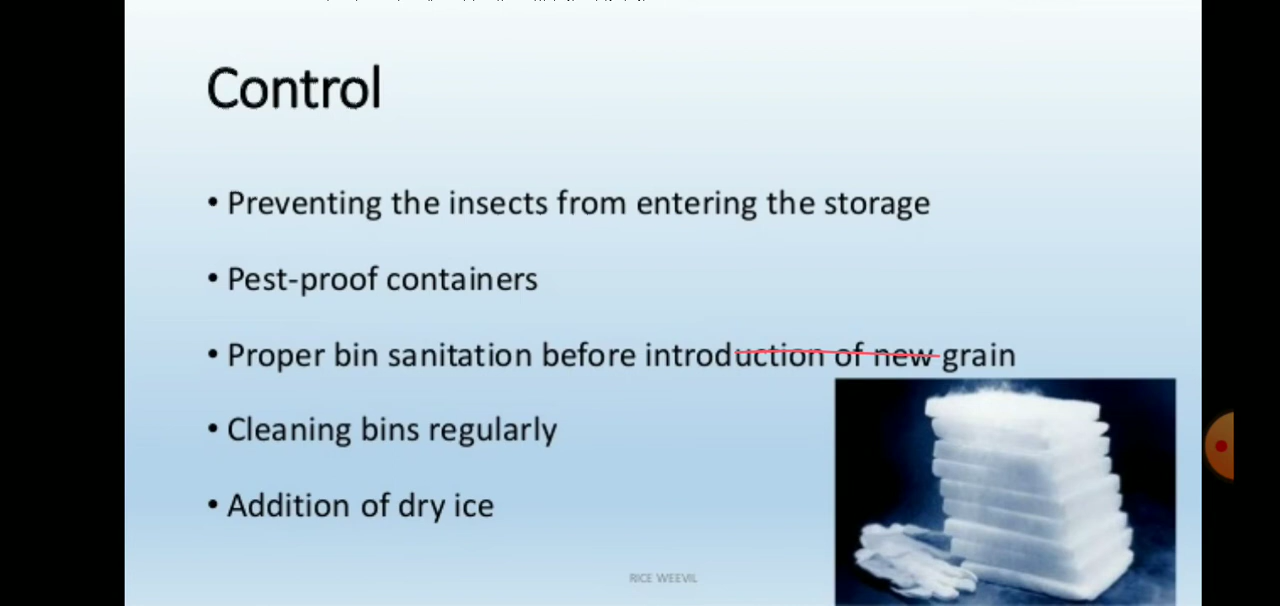 Control
• Preventing the insects from entering the storage
• Pest-proof containers
• Proper bin sanitation before introduction of new grain
• Cleaning bins regularly
• Addition of dry ice
RICE WEEVIL